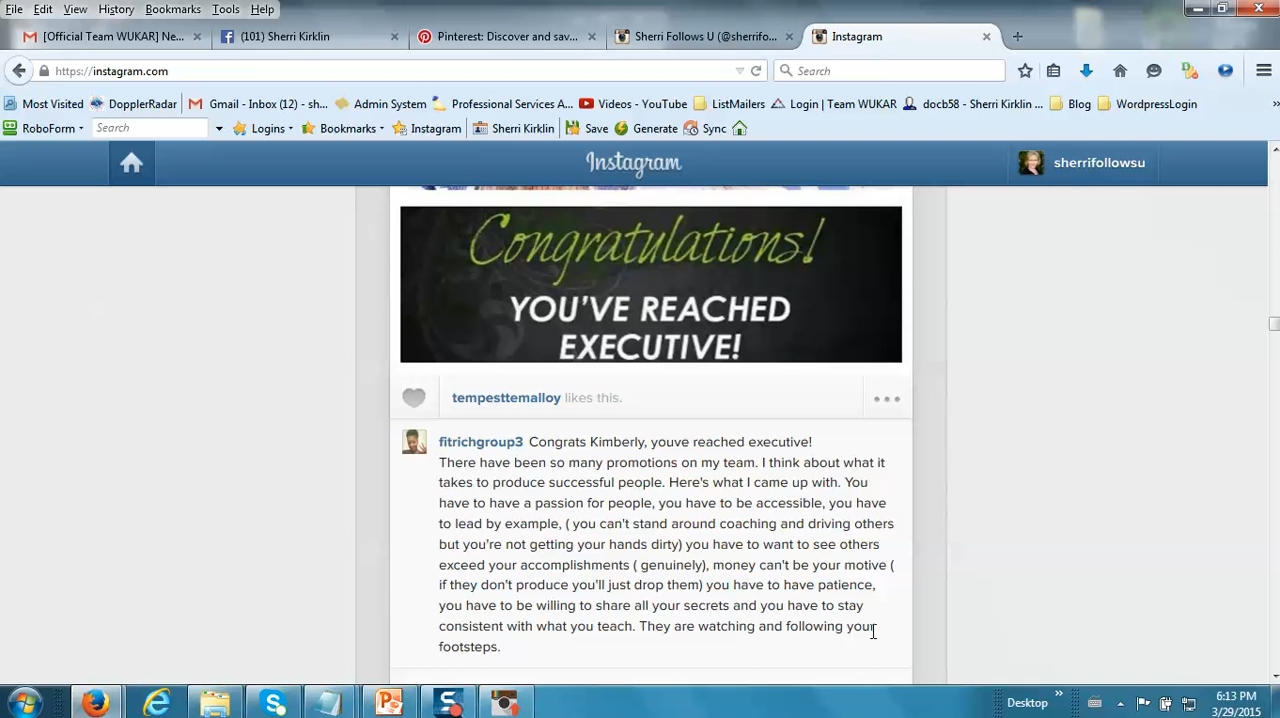 File Edit View History Bookmarks Tools Help
[Official Team WUKAR] Ne... × (101) Sherri Kirklin × Pinterest: Discover and sav... × Sherri Follows U (@sherrifo... × Instagram × +
https://instagram.com Search
Most Visited DopplerRadar Gmail - Inbox (12) - sh... Admin System Professional Services A... Videos - YouTube ListMailers Login | Team WUKAR docb58 - Sherri Kirklin ... Blog WordpressLogin »
RoboForm Search Logins Bookmarks Instagram Sherri Kirklin Save Generate Sync
Instagram sherrifollowsu
Congratulations!
YOU'VE REACHED
EXECUTIVE!
tempesttemalloy likes this.
fitrichgroup3 Congrats Kimberly, youve reached executive!
There have been so many promotions on my team. I think about what it
takes to produce successful people. Here's what I came up with. You
have to have a passion for people, you have to be accessible, you have
to lead by example, ( you can't stand around coaching and driving others
but you're not getting your hands dirty) you have to want to see others
exceed your accomplishments ( genuinely), money can't be your motive (
if they don't produce you'll just drop them) you have to have patience,
you have to be willing to share all your secrets and you have to stay
consistent with what you teach. They are watching and following your
footsteps.
Desktop » 6:13 PM
3/29/2015